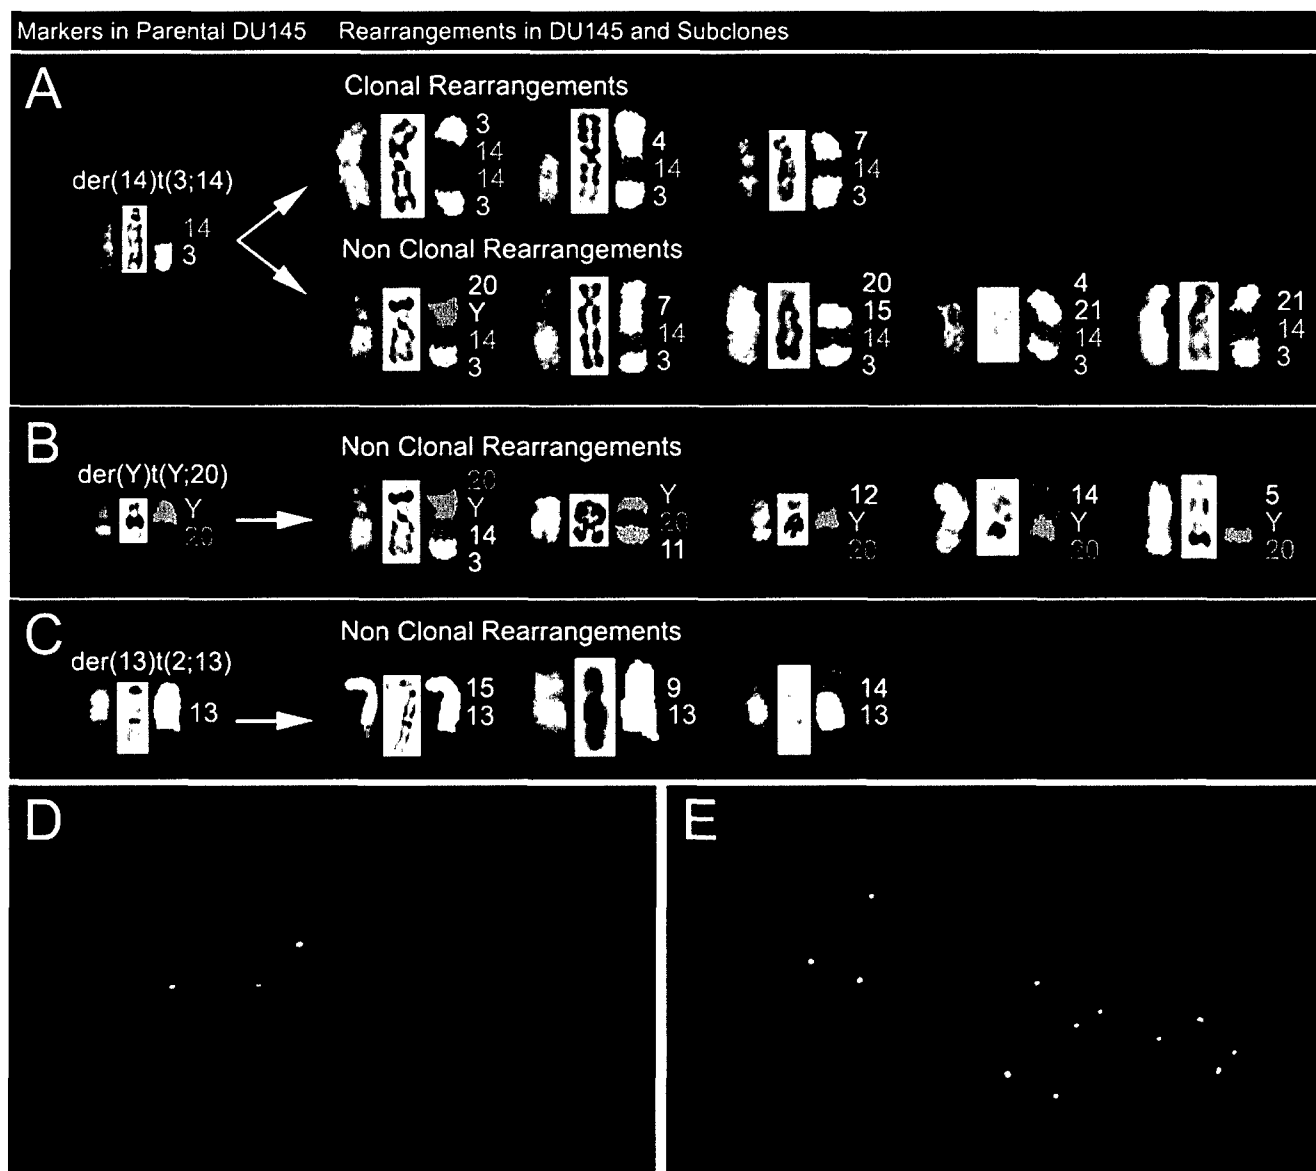 Markers in Parental DU145 Rearrangements in DU145 and Subclones
A
Clonal Rearrangements
der(14)t(3;14)
14
3
3
14
14
3
4
14
3
7
14
3
Non Clonal Rearrangements
20
Y
14
3
7
14
3
20
15
14
3
4
21
14
3
21
14
3
B
Non Clonal Rearrangements
der(Y)t(Y;20)
Y
20
20
Y
14
3
Y
20
11
12
Y
20
14
Y
20
5
Y
20
C
Non Clonal Rearrangements
der(13)t(2;13)
13
15
13
9
13
14
13
D
E